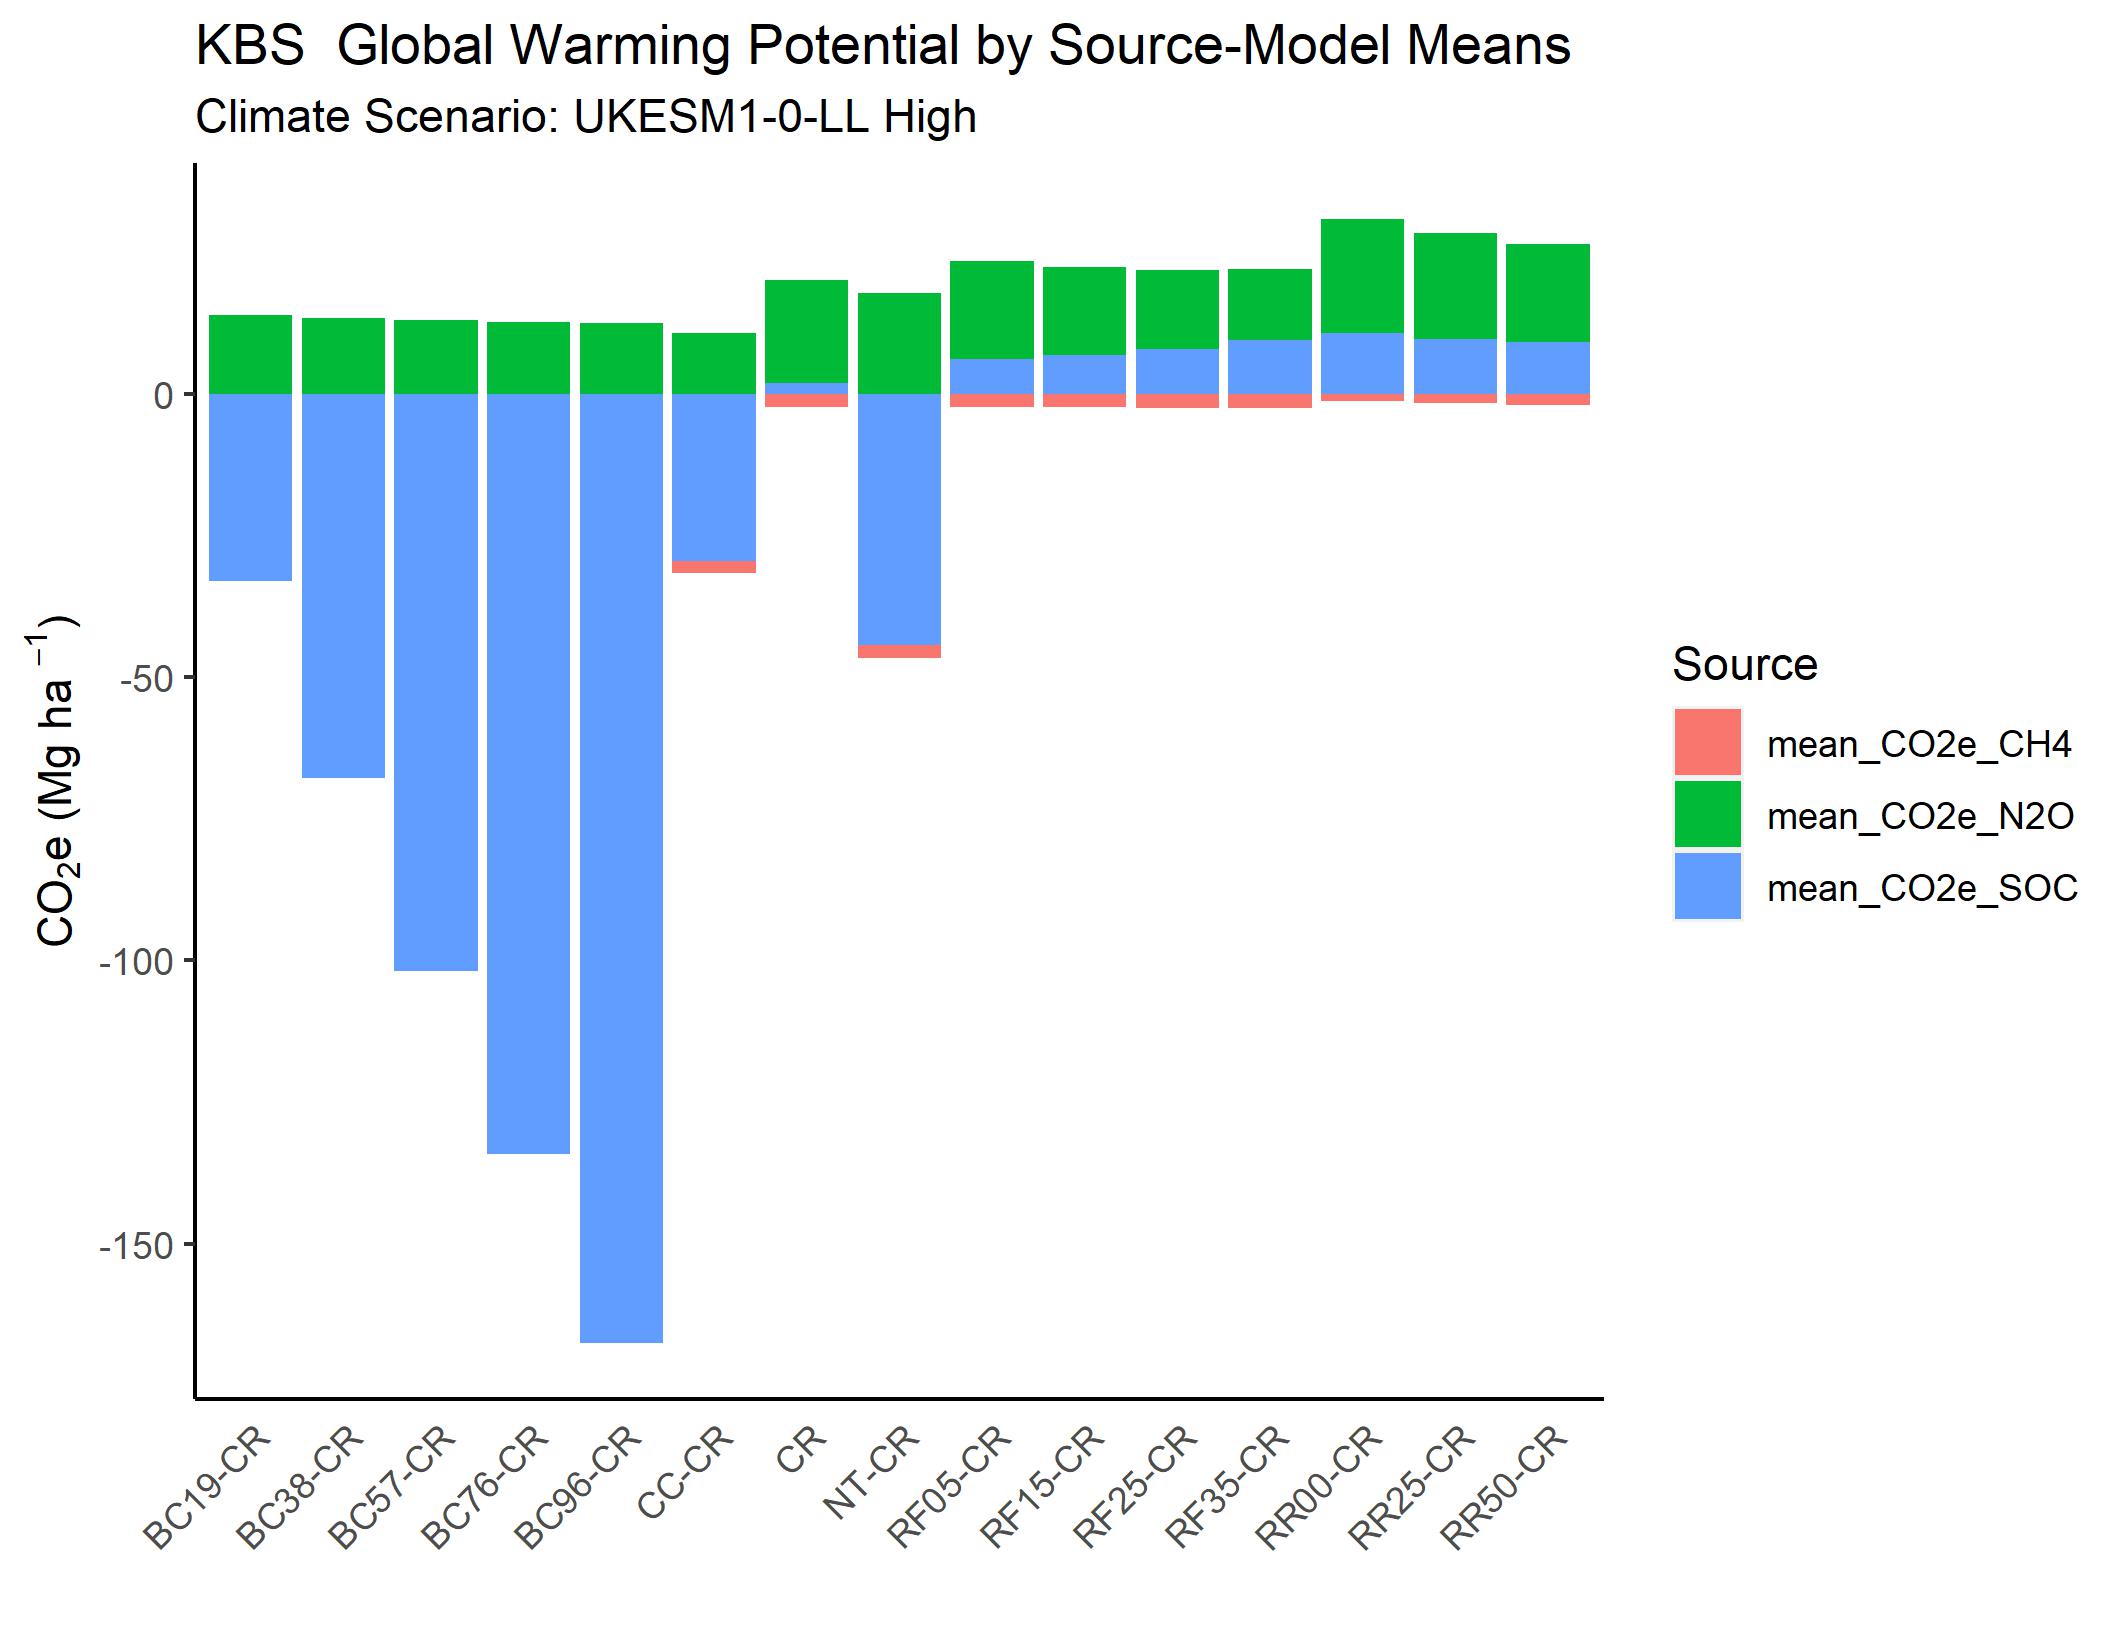 KBS  Global Warming Potential by Source-Model Means
Climate Scenario: UKESM1-0-LL High
CO₂e (Mg ha ⁻¹)
0
-50
-100
-150
BC19-CR
BC38-CR
BC57-CR
BC76-CR
BC96-CR
CC-CR
CR
NT-CR
RF05-CR
RF15-CR
RF25-CR
RF35-CR
RR00-CR
RR25-CR
RR50-CR
Source
mean_CO2e_CH4
mean_CO2e_N2O
mean_CO2e_SOC